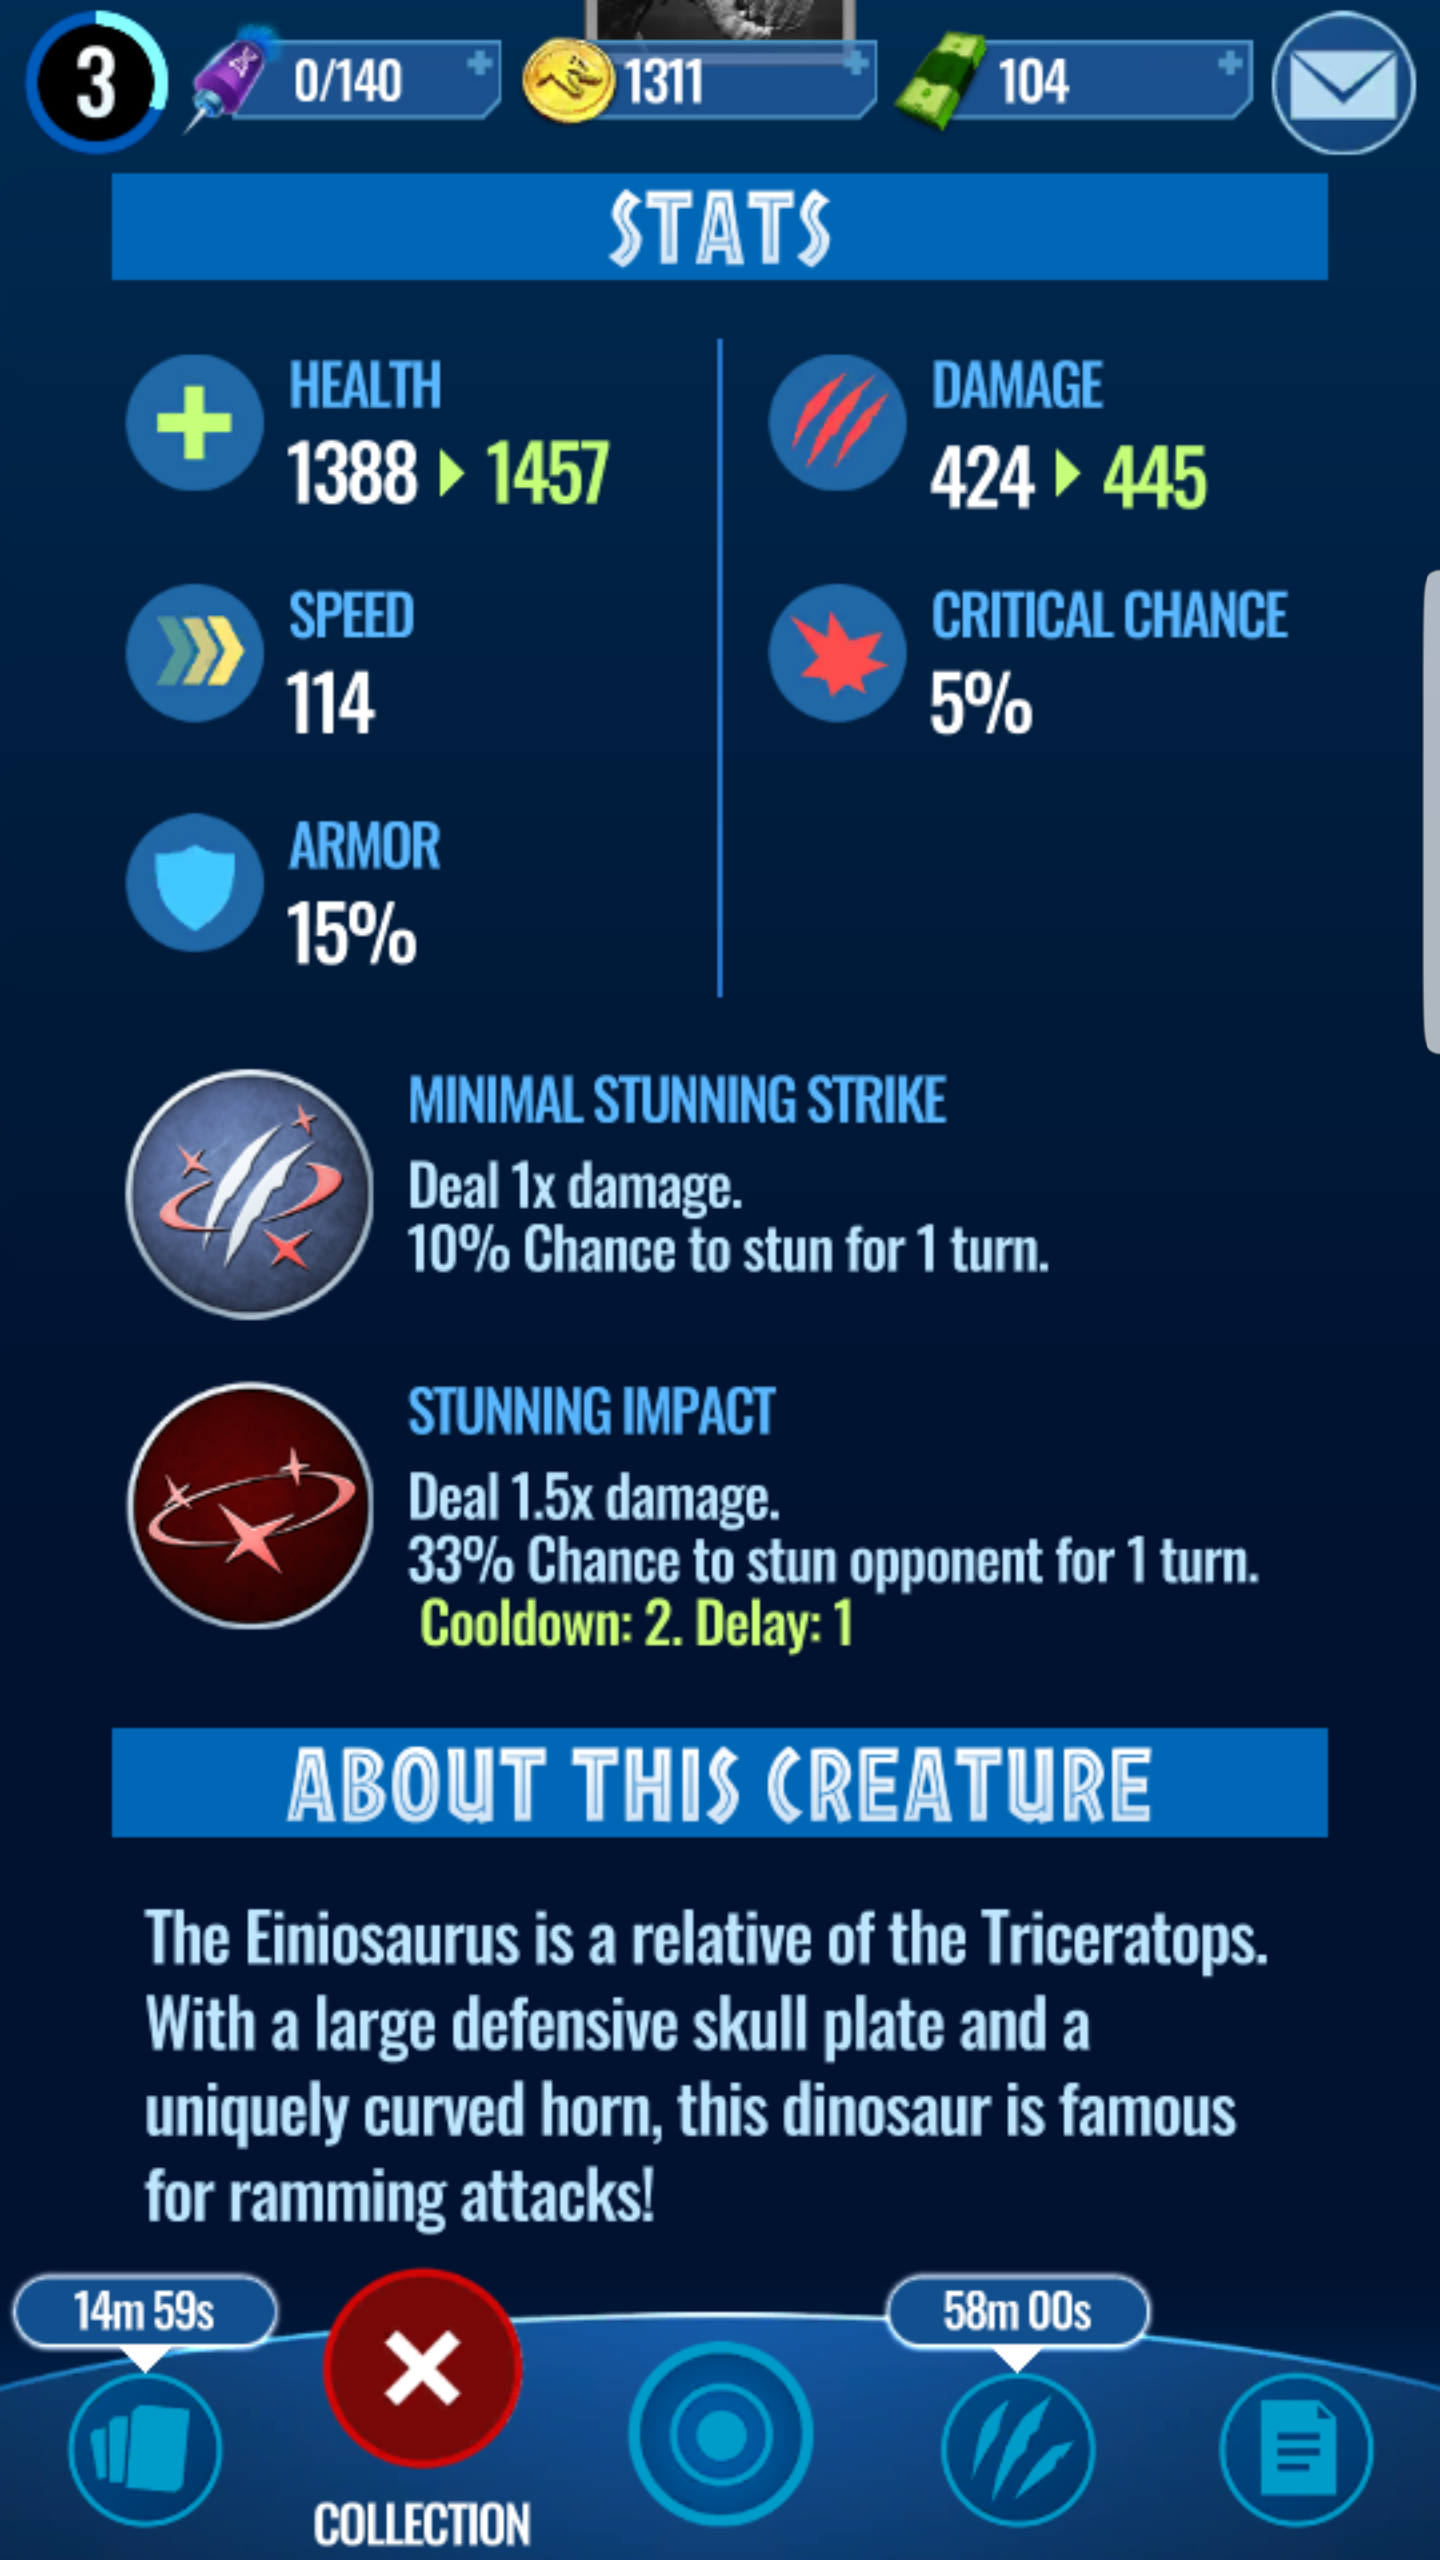 3
0/140
1311
104
STATS
HEALTH
1388 1457
DAMAGE
424 445
SPEED
114
CRITICAL CHANCE
5%
ARMOR
15%
MINIMAL STUNNING STRIKE
Deal 1x damage.
10% Chance to stun for 1 turn.
STUNNING IMPACT
Deal 1.5x damage.
33% Chance to stun opponent for 1 turn.
Cooldown: 2. Delay: 1
ABOUT THIS CREATURE
The Einiosaurus is a relative of the Triceratops.
With a large defensive skull plate and a
uniquely curved horn, this dinosaur is famous
for ramming attacks!
14m 59s
58m 00s
COLLECTION